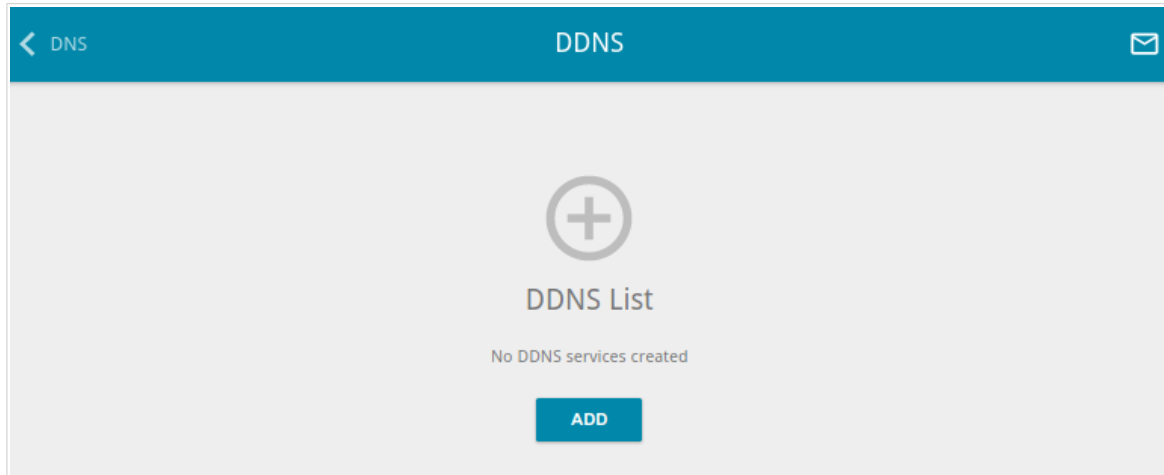 DNS
DDNS
DDNS List
No DDNS services created
ADD